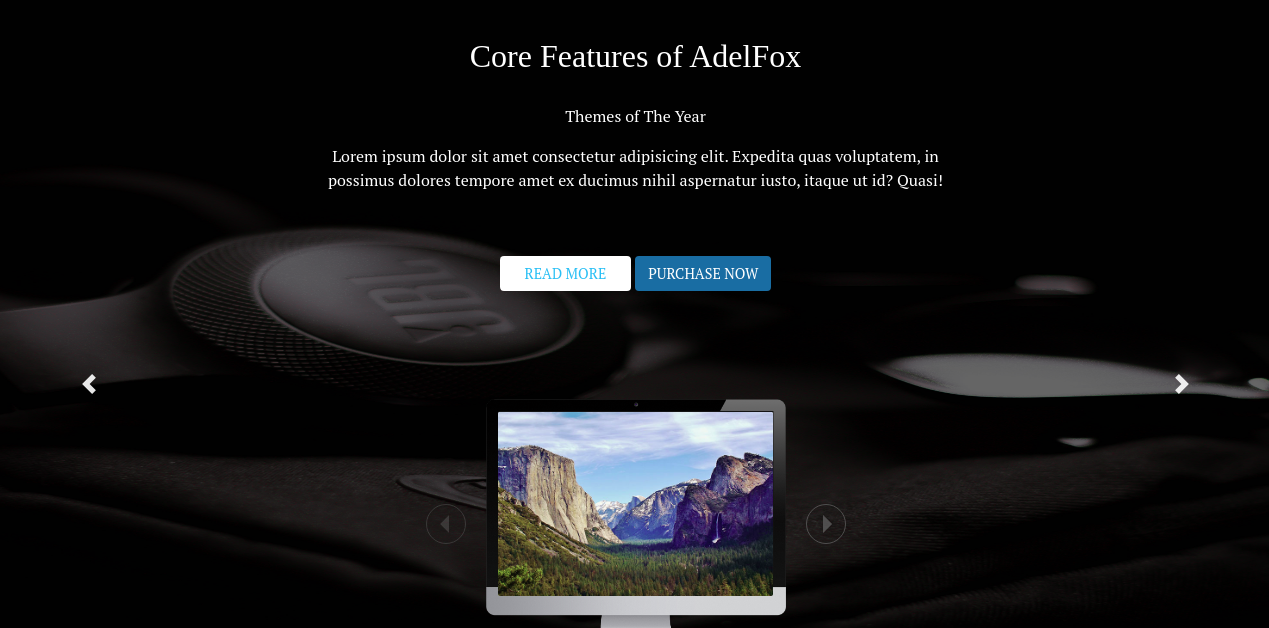 Core Features of AdelFox
Themes of The Year
Lorem ipsum dolor sit amet consectetur adipisicing elit. Expedita quas voluptatem, in
possimus dolores tempore amet ex ducimus nihil aspernatur iusto, itaque ut id? Quasi!
READ MORE PURCHASE NOW
JBL